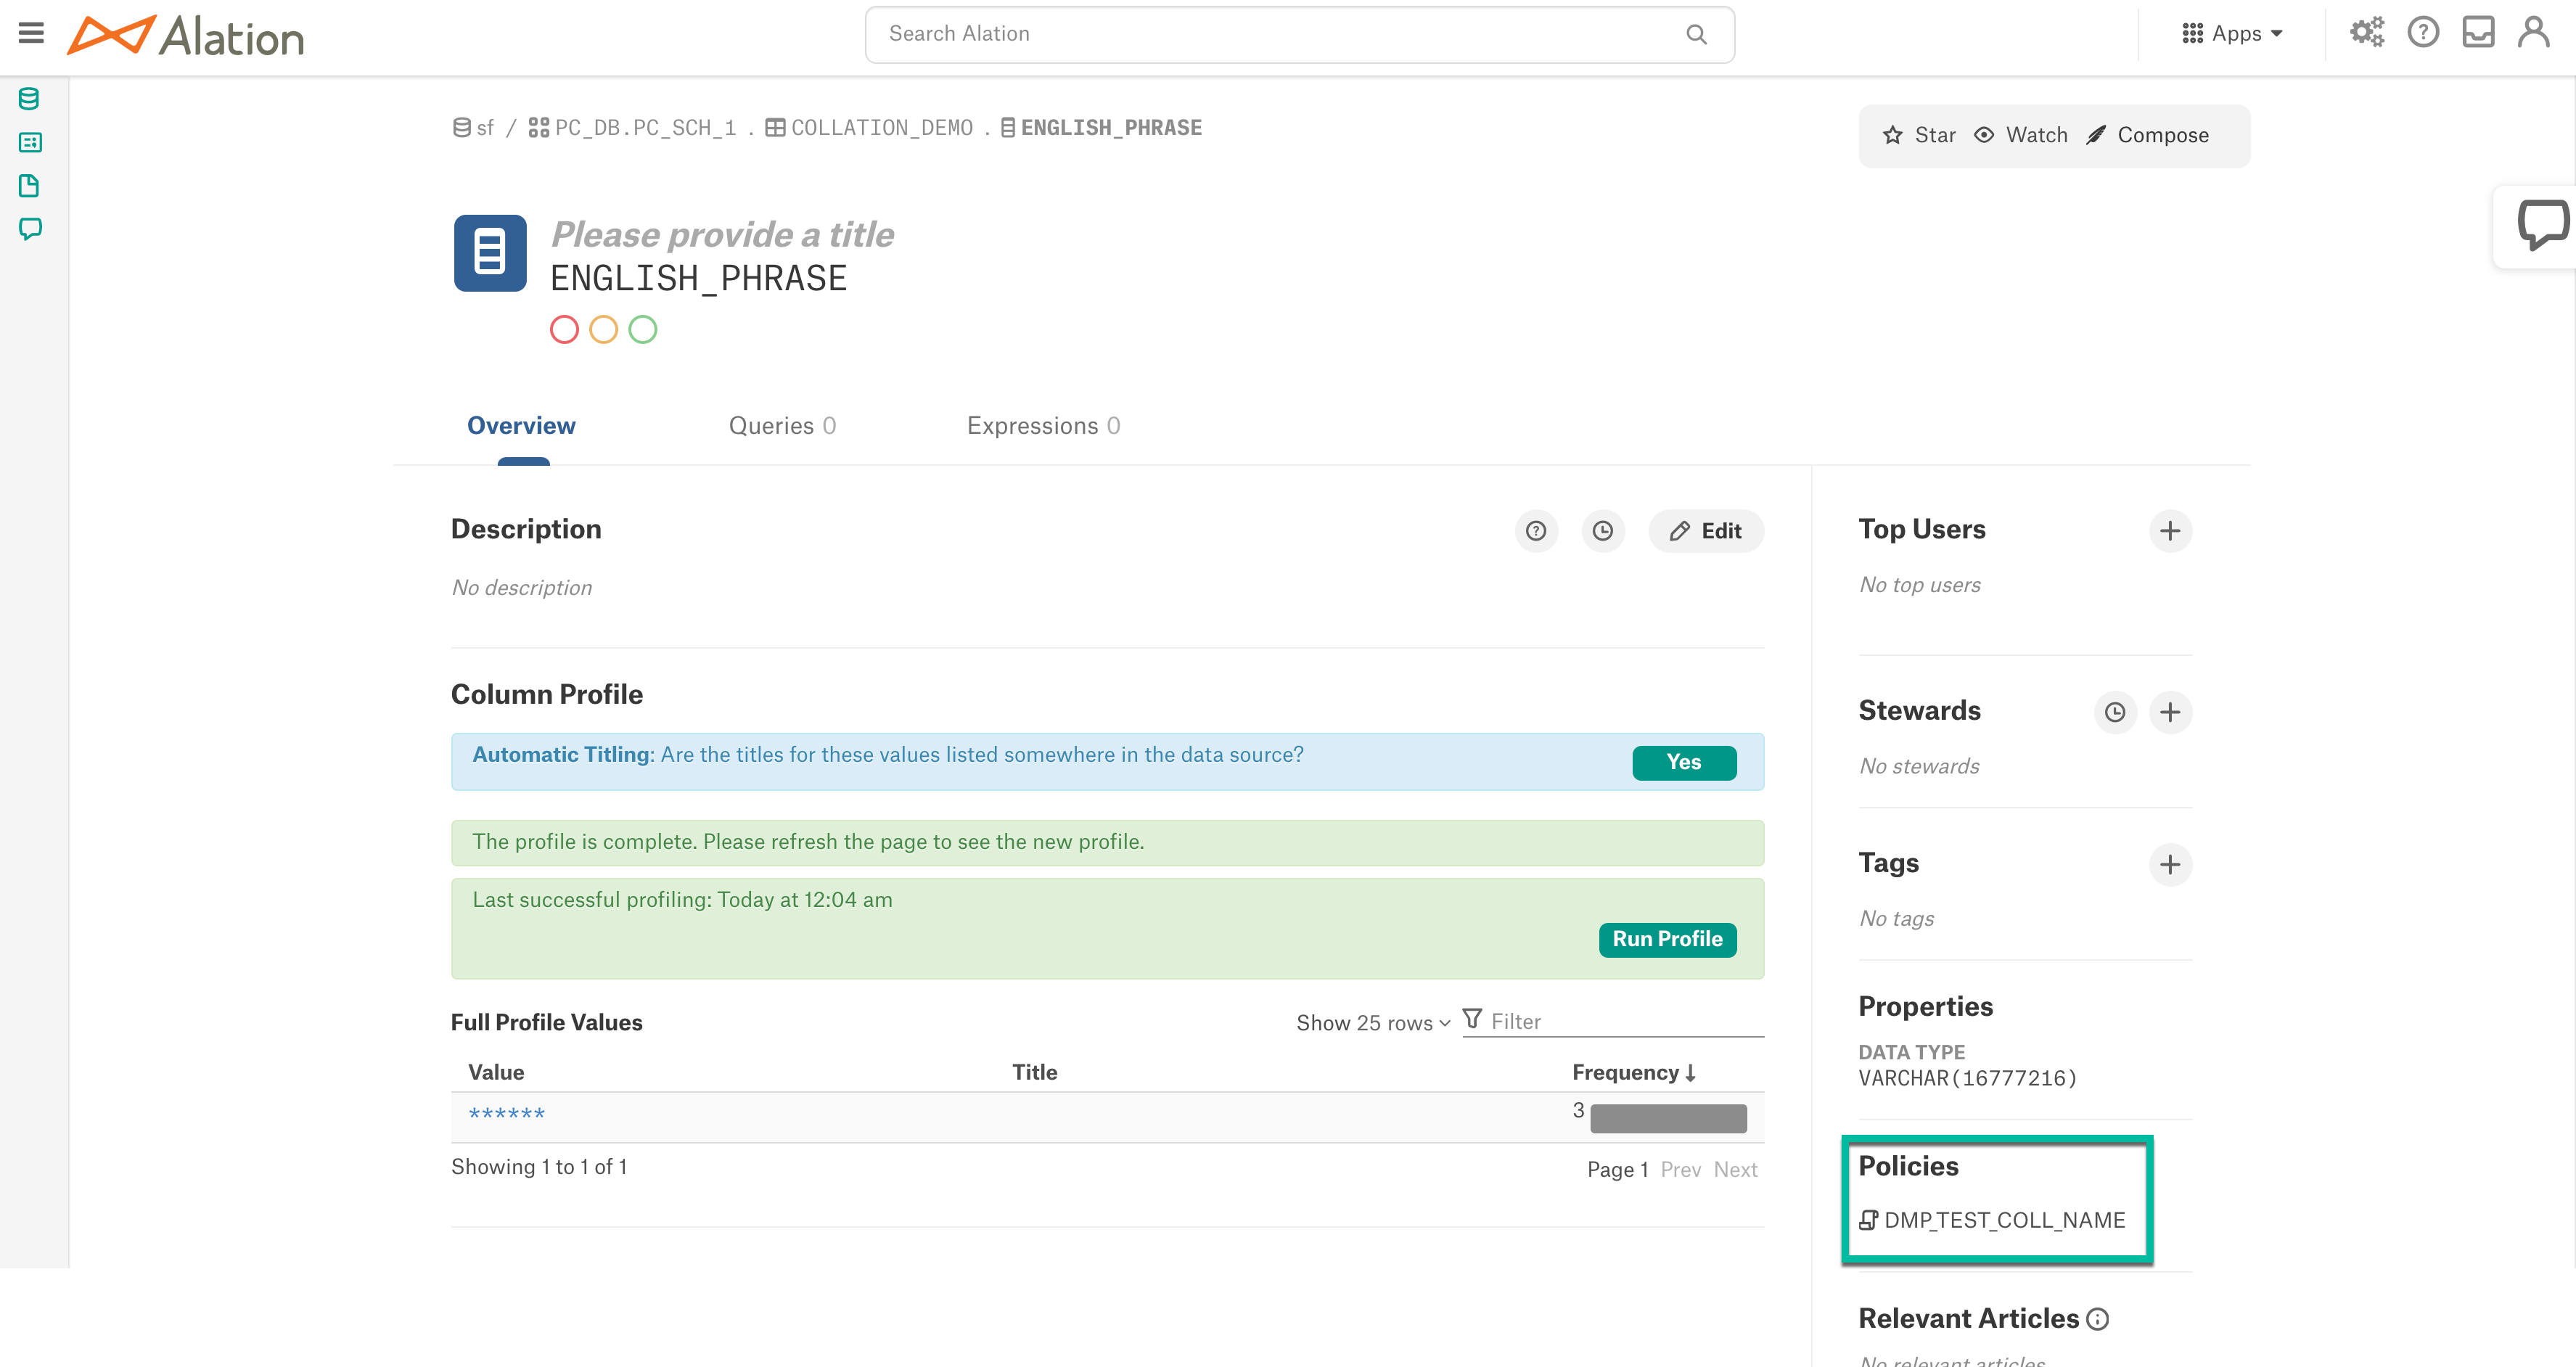 Alation
Search Alation
Apps
sf / PC_DB.PC_SCH_1 . COLLATION_DEMO . ENGLISH_PHRASE
Star Watch Compose
Please provide a title
ENGLISH_PHRASE
Overview Queries 0 Expressions 0
Description
Edit
No description
Column Profile
Automatic Titling: Are the titles for these values listed somewhere in the data source?
Yes
The profile is complete. Please refresh the page to see the new profile.
Last successful profiling: Today at 12:04 am
Run Profile
Full Profile Values
Show 25 rows
Filter
Value Title Frequency
****** 3
Showing 1 to 1 of 1
Page 1 Prev Next
Top Users
No top users
Stewards
No stewards
Tags
No tags
Properties
DATA TYPE
VARCHAR(16777216)
Policies
DMP_TEST_COLL_NAME
Relevant Articles
No relevant articles